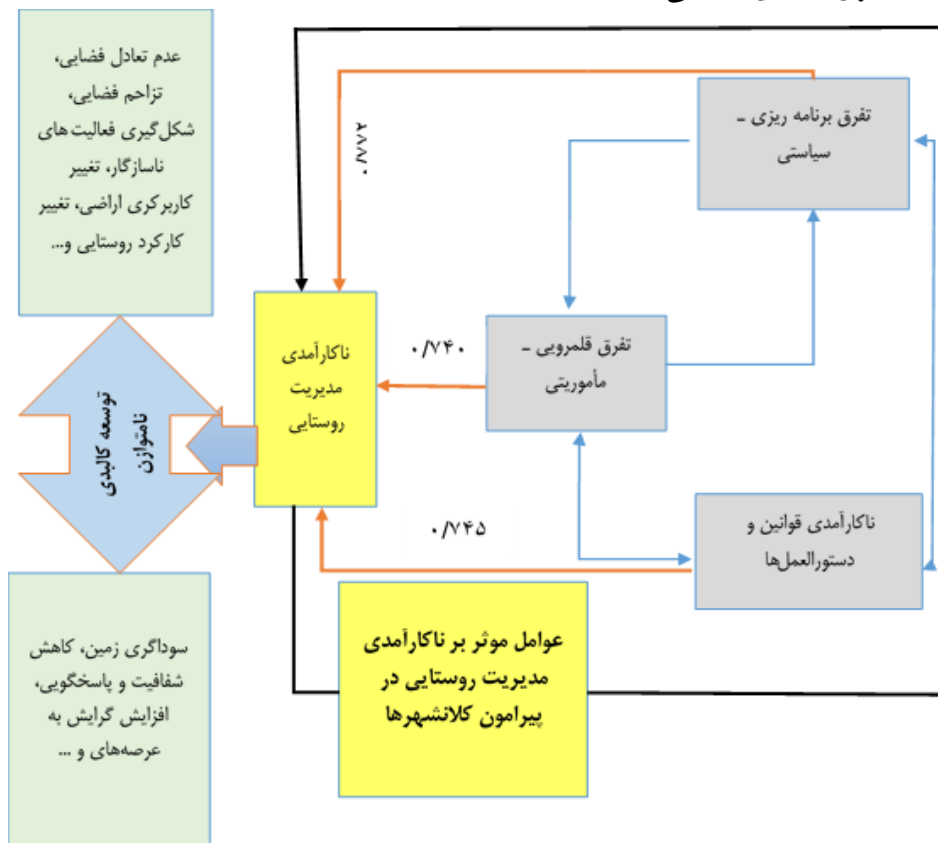 عدم تعادل فضایی،
تزاحم فضایی،
شکل‌گیری فعالیت‌های
ناسازگار، تغییر
کاربرکری اراضی، تغییر
کارکرد روستایی و...
تفرق برنامه ریزی ـ
سیاستی
۰/۷۷۲
ناکارآمدی
مدیریت
روستایی
۰/۷۴۰
تفرق قلمرویی ـ
مأموریتی
توسعه کالبدی
نامتوازن
۰/۷۴۵
ناکارآمدی قوانین و
دستورالعمل‌ها
عوامل موثر بر ناکارآمدی
مدیریت روستایی در
پیرامون کلانشهرها
سوداگری زمین، کاهش
شفافیت و پاسخگویی،
افزایش گرایش به
عرصه‌های و ...